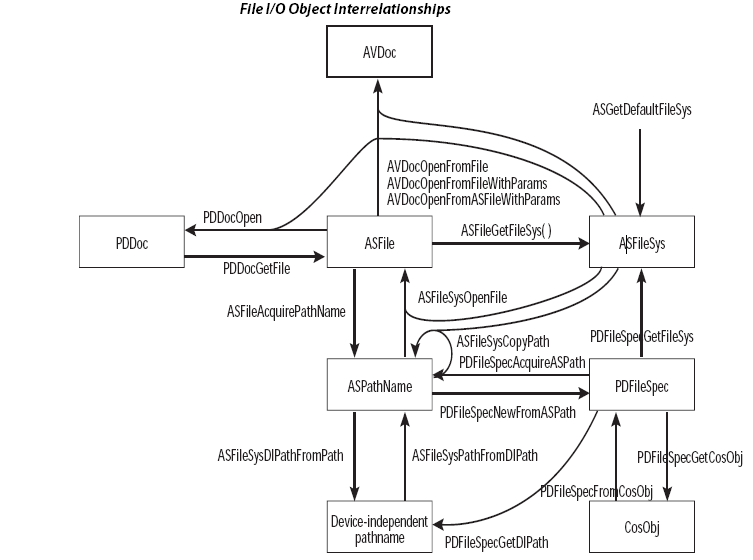 File I/O Object Interrelationships
AVDoc
ASGetDefaultFileSys
AVDocOpenFromFile
AVDocOpenFromFileWithParams
AVDocOpenFromASFileWithParams
PDDocOpen
PDDoc
ASFile
ASFileGetFileSys( )
ASFileSys
PDDocGetFile
ASFileSysOpenFile
ASFileAcquirePathName
PDFileSpecGetFileSys
ASFileSysCopyPath
PDFileSpecAcquireASPath
ASPathName
PDFileSpec
PDFileSpecNewFromASPath
ASFileSysDIPathFromPath
ASFileSysPathFromDIPath
PDFileSpecGetCosObj
PDFileSpecFromCosObj
Device-independent
pathname
CosObj
PDFileSpecGetDIPath